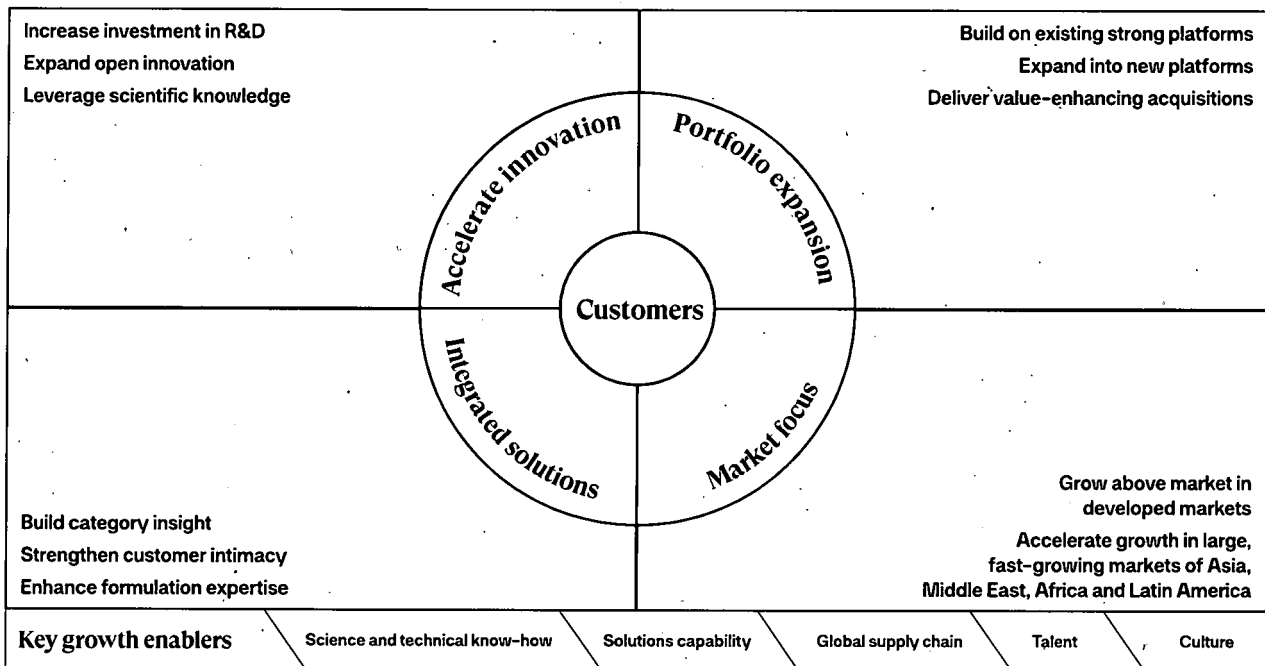 Increase investment in R&D
Expand open innovation
Leverage scientific knowledge
Build on existing strong platforms
Expand into new platforms
Deliver value-enhancing acquisitions
Accelerate innovation
Portfolio expansion
Customers
Integrated solutions
Market focus
Build category insight
Strengthen customer intimacy
Enhance formulation expertise
Grow above market in
developed markets
Accelerate growth in large,
fast-growing markets of Asia,
Middle East, Africa and Latin America
Key growth enablers
Science and technical know-how
Solutions capability
Global supply chain
Talent
Culture